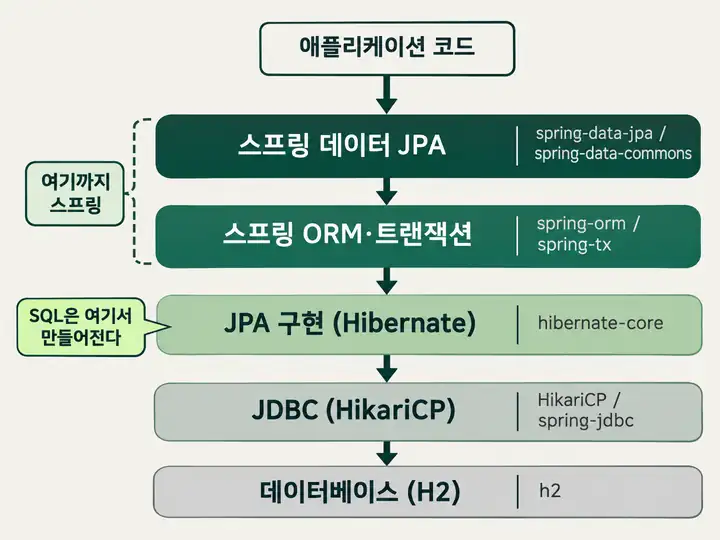 애플리케이션 코드
스프링 데이터 JPA
spring-data-jpa /
spring-data-commons
여기까지
스프링
스프링 ORM·트랜잭션
spring-orm /
spring-tx
SQL은 여기서
만들어전다
JPA 구현 (Hibernate)
hibernate-core
JDBC (HikariCP)
HikariCP /
spring-jdbc
데이터베이스 (H2)
h2